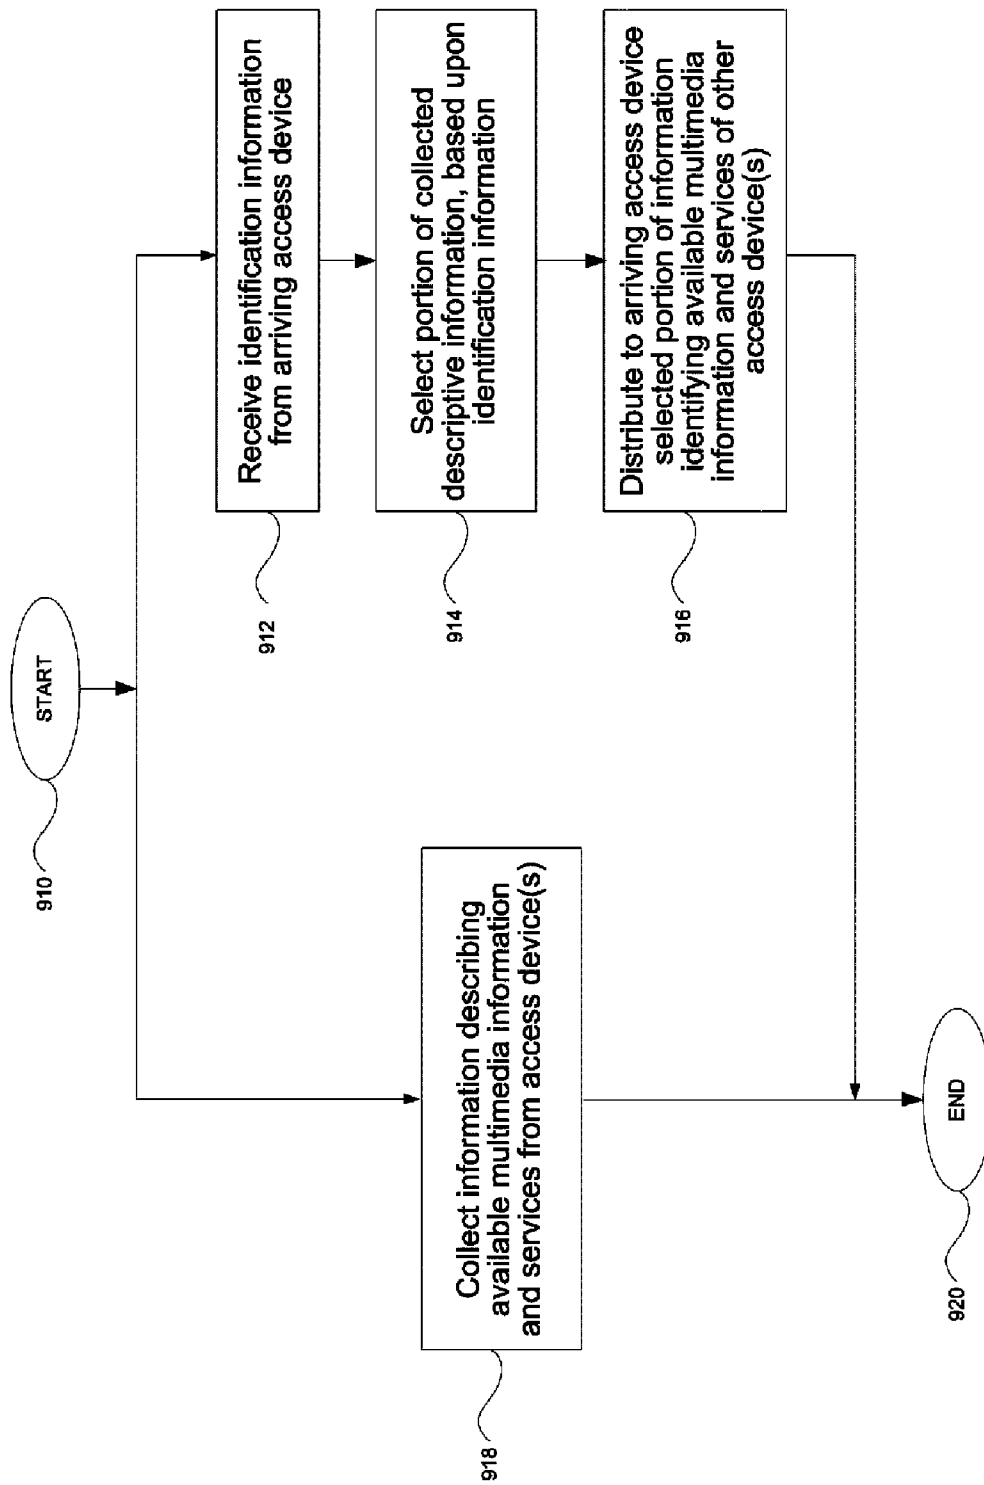 START
910
Receive identification information
from arriving access device
912
Select portion of collected
descriptive information, based upon
identification information
914
Distribute to arriving access device
selected portion of information
identifying available multimedia
information and services of other
access device(s)
916
Collect information describing
available multimedia information
and services from access device(s)
918
END
920